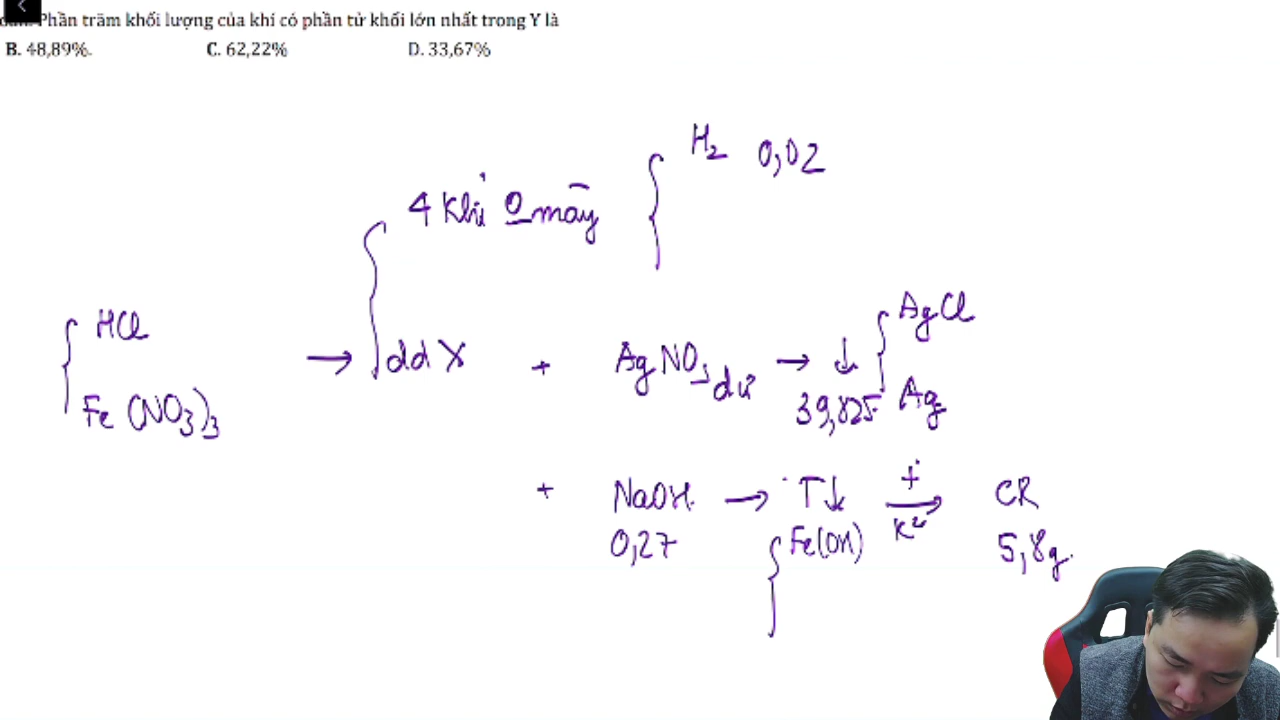 Phần trăm khối lượng của khí có phần tử khối lớn nhất trong Y là
B. 48,89%. C. 62,22% D. 33,67%
H2 0,02
4 khí 0 màu
HCl
AgCl
→ dd X + AgNO3 dư → ↓
Fe(NO3)3
39,825 Ag
+ NaOH → T↓ → CR
t
k2
0,27 Fe(OH) 5,8g.